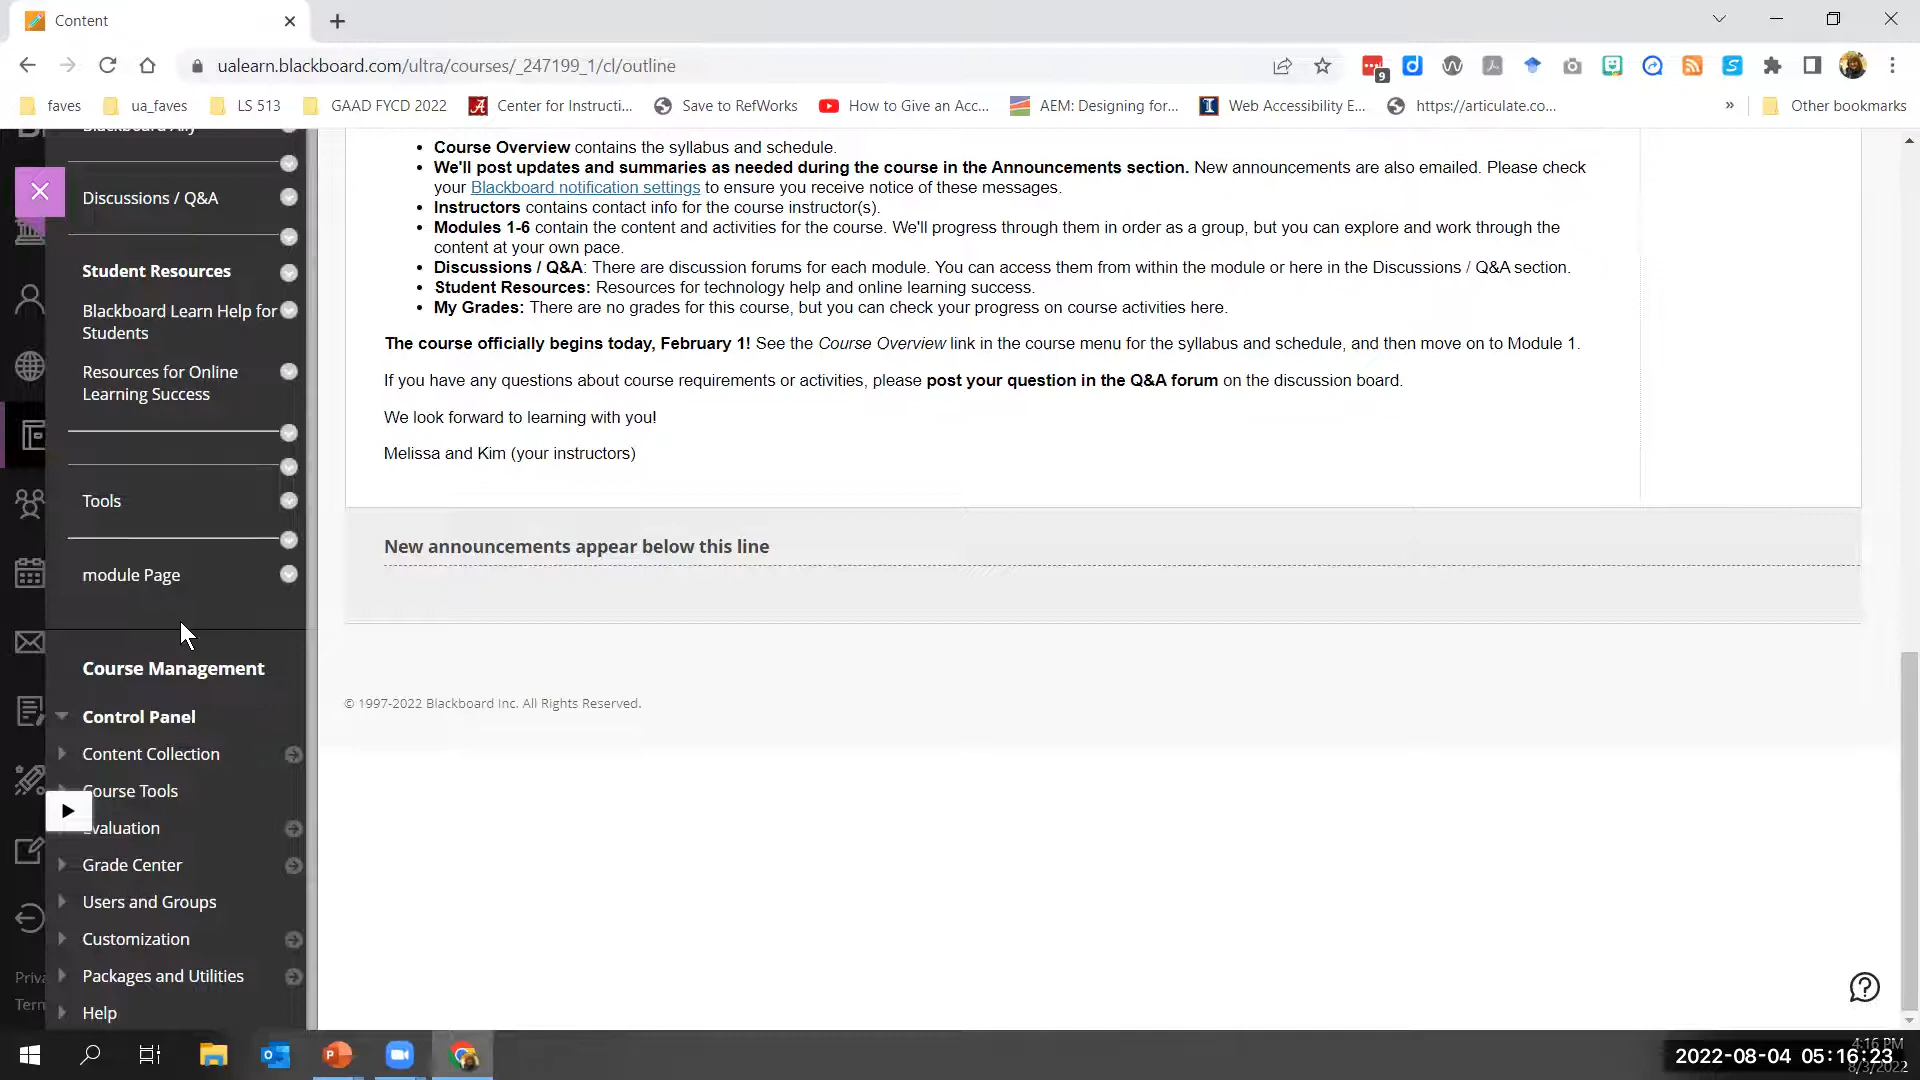 Content
ualearn.blackboard.com/ultra/courses/_247199_1/cl/outline
9
faves
ua_faves
LS 513
GAAD FYCD 2022
Center for Instructi...
Save to RefWorks
How to Give an Acc...
AEM: Designing for...
Web Accessibility E...
https://articulate.co...
»
Other bookmarks
Blackboard Ally
Discussions / Q&A
Student Resources
Blackboard Learn Help for
Students
Resources for Online
Learning Success
Tools
module Page
Course Management
Control Panel
Content Collection
Course Tools
Evaluation
Grade Center
Users and Groups
Customization
Packages and Utilities
Help
Priva
Term
Course Overview contains the syllabus and schedule.
We'll post updates and summaries as needed during the course in the Announcements section. New announcements are also emailed. Please check
your Blackboard notification settings to ensure you receive notice of these messages.
Instructors contains contact info for the course instructor(s).
Modules 1-6 contain the content and activities for the course. We'll progress through them in order as a group, but you can explore and work through the
content at your own pace.
Discussions / Q&A: There are discussion forums for each module. You can access them from within the module or here in the Discussions / Q&A section.
Student Resources: Resources for technology help and online learning success.
My Grades: There are no grades for this course, but you can check your progress on course activities here.
The course officially begins today, February 1! See the Course Overview link in the course menu for the syllabus and schedule, and then move on to Module 1.
If you have any questions about course requirements or activities, please post your question in the Q&A forum on the discussion board.
We look forward to learning with you!
Melissa and Kim (your instructors)
New announcements appear below this line
© 1997-2022 Blackboard Inc. All Rights Reserved.
4:16 PM
2022-08-04 05:16:23
8/3/2022